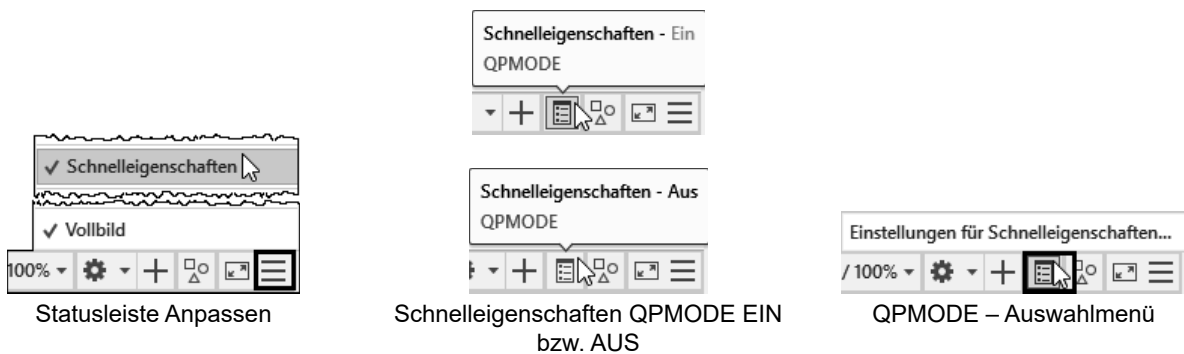 ✓ Schnelleigenschaften
✓ Vollbild
100%
Statusleiste Anpassen
Schnelleigenschaften - Ein
QPMODE
Schnelleigenschaften - Aus
QPMODE
Schnelleigenschaften QPMODE EIN
bzw. AUS
Einstellungen für Schnelleigenschaften...
/ 100%
QPMODE – Auswahlmenü